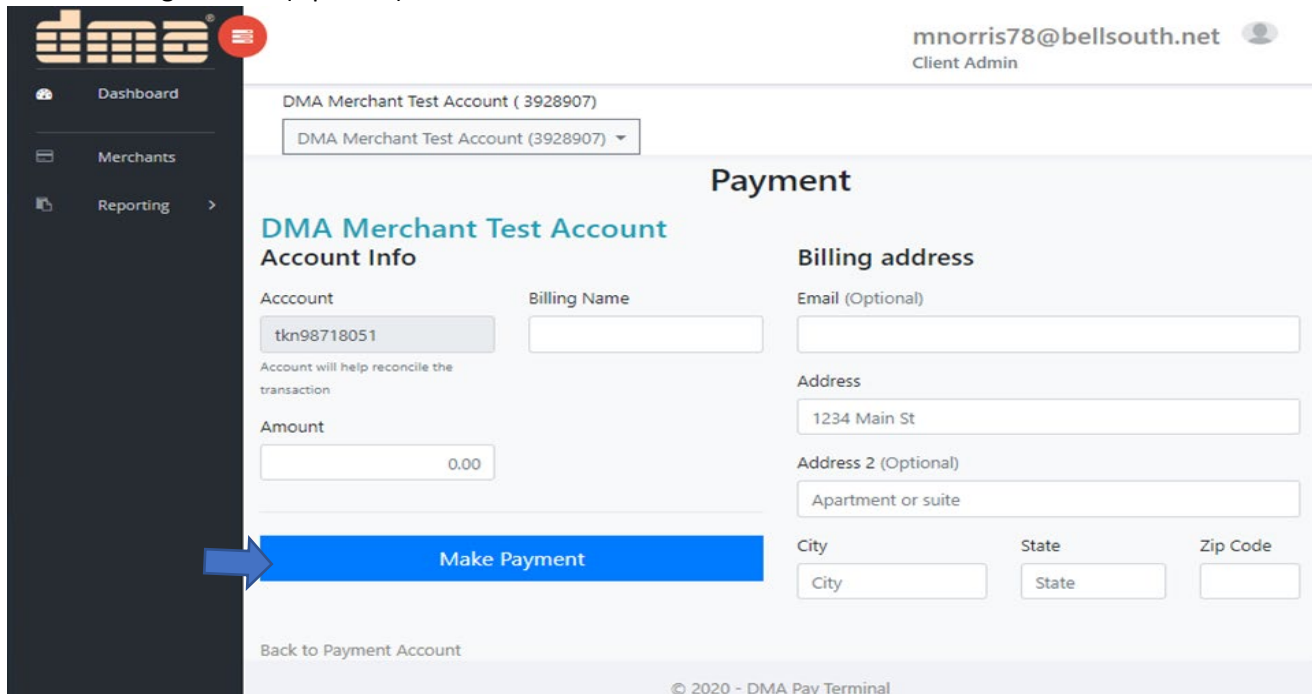 dma®
mnorris78@bellsouth.net
Client Admin
Dashboard
Merchants
Reporting >
DMA Merchant Test Account ( 3928907)
DMA Merchant Test Account (3928907)
Payment
DMA Merchant Test Account
Account Info
Acccount
Billing Name
tkn98718051
Account will help reconcile the
transaction
Amount
0.00
Make Payment
Back to Payment Account
Billing address
Email (Optional)
Address
1234 Main St
Address 2 (Optional)
Apartment or suite
City
State
Zip Code
City
State
© 2020 - DMA Pay Terminal